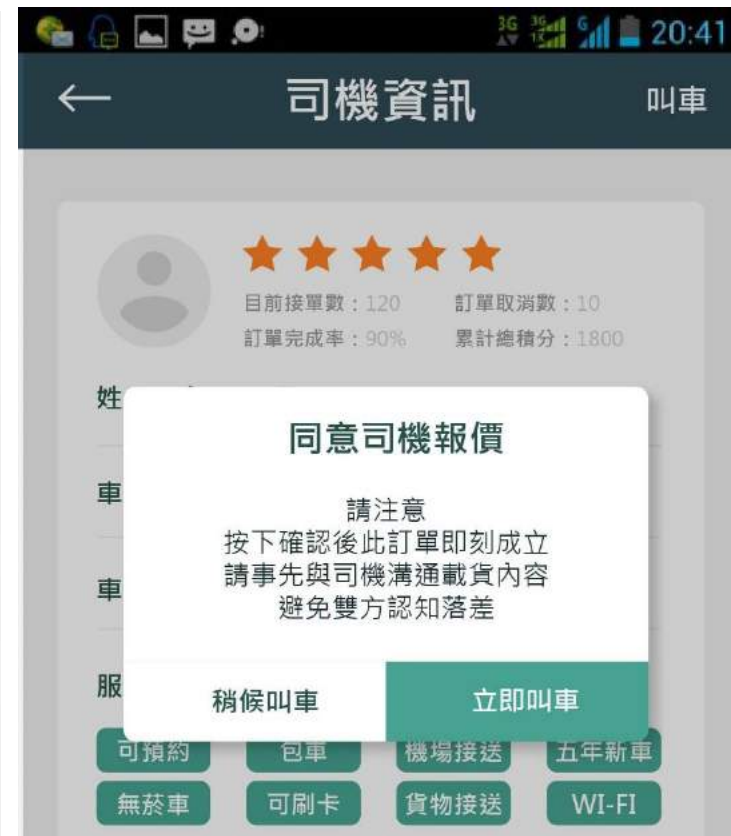 3G 3G 1X G 20:41
司機資訊
叫車
目前接單數：120 訂單取消數：10
訂單完成率：90% 累計總積分：1800
姓
同意司機報價
請注意
車
按下確認後此訂單即刻成立
請事先與司機溝通載貨內容
車
避免雙方認知落差
服
稍候叫車 立即叫車
可預約 包車 機場接送 五年新車
無菸車 可刷卡 貨物接送 WI-FI